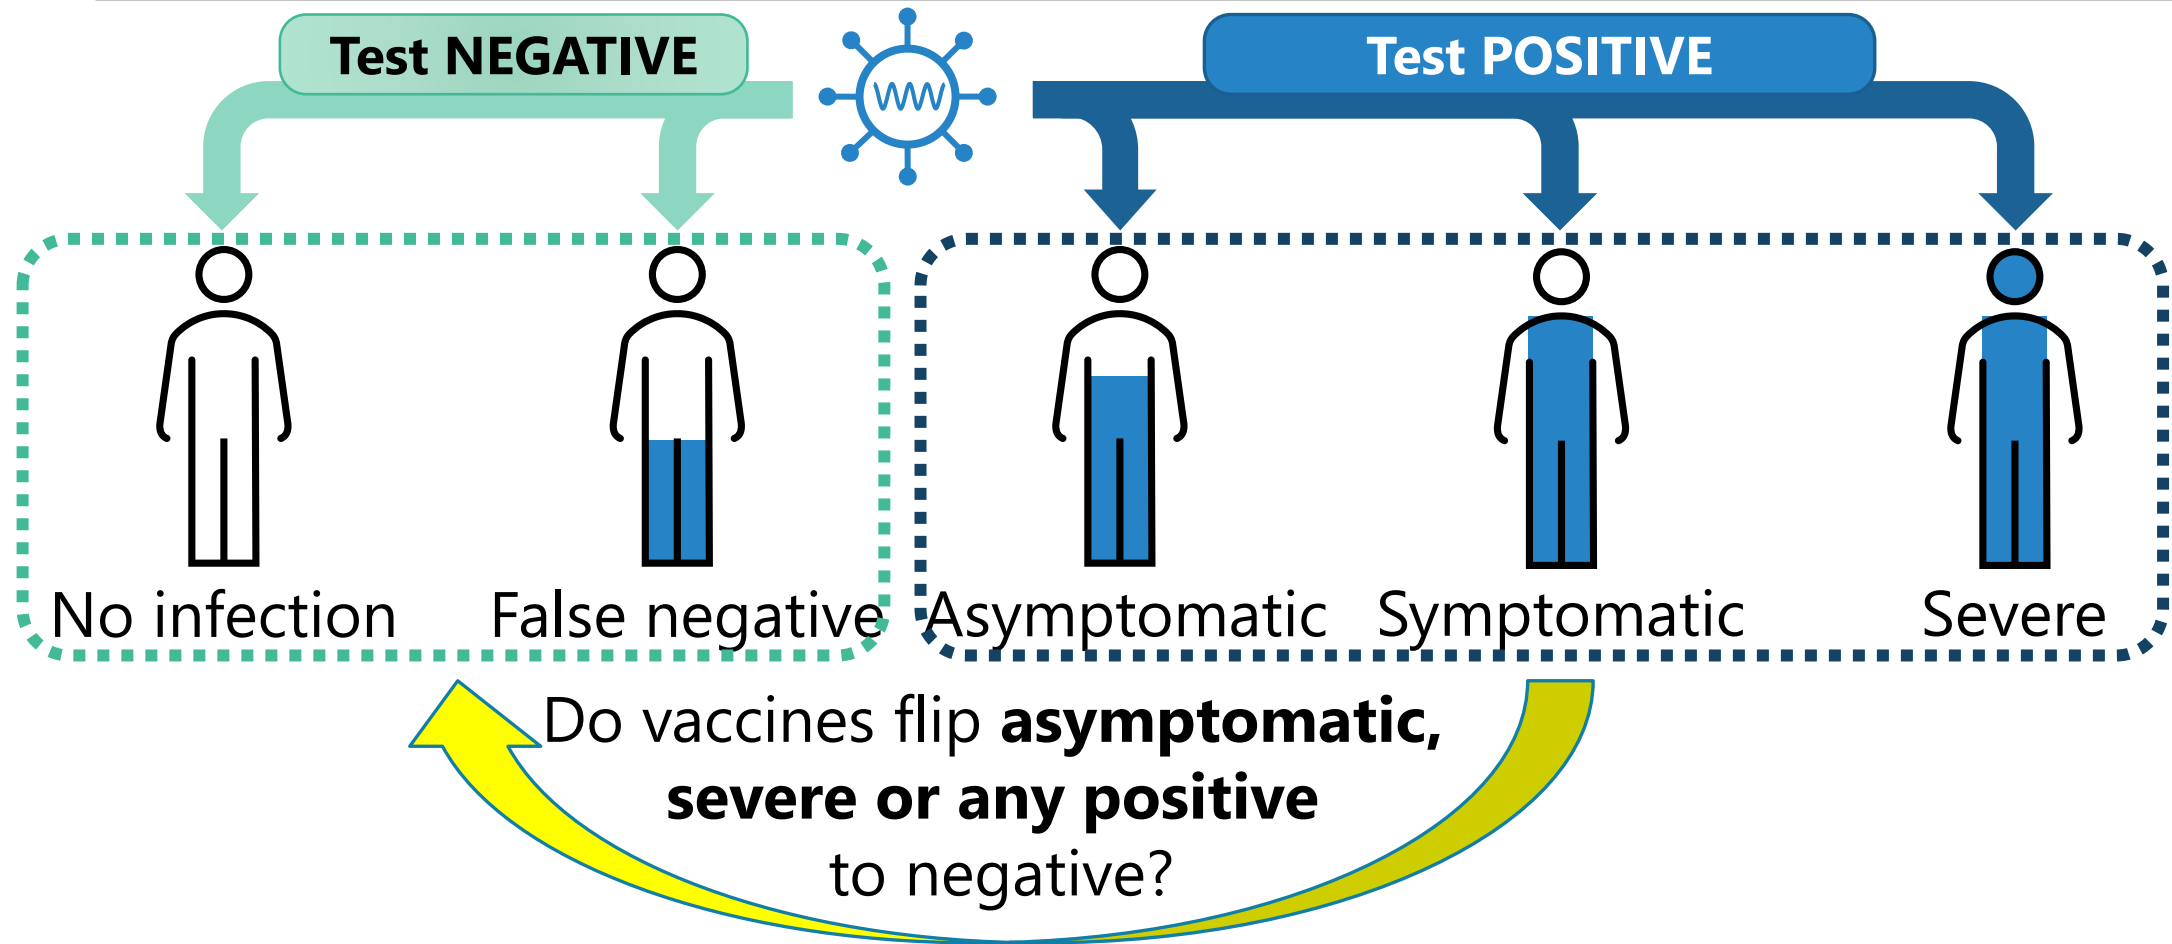 Test NEGATIVE
Test POSITIVE
No infection
False negative
Asymptomatic
Symptomatic
Severe
Do vaccines flip asymptomatic,
severe or any positive
to negative?